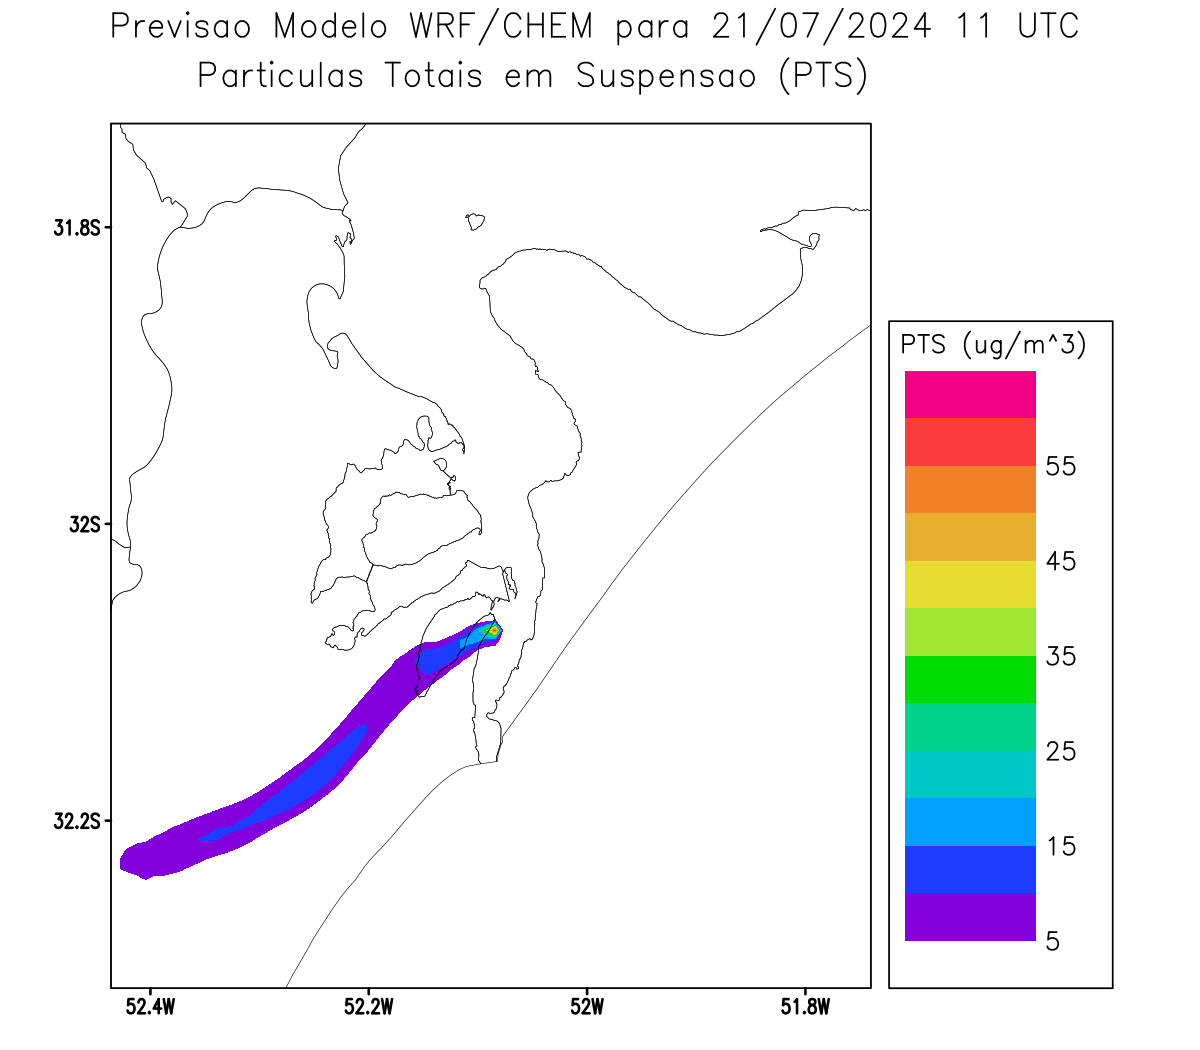 Previsao Modelo WRF/CHEM para 21/07/2024 11 UTC
Particulas Totais em Suspensao (PTS)
31.8S
32S
32.2S
52.4W
52.2W
52W
51.8W
PTS (ug/m^3)
55
45
35
25
15
5